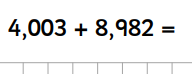 4,003 + 8,982 =